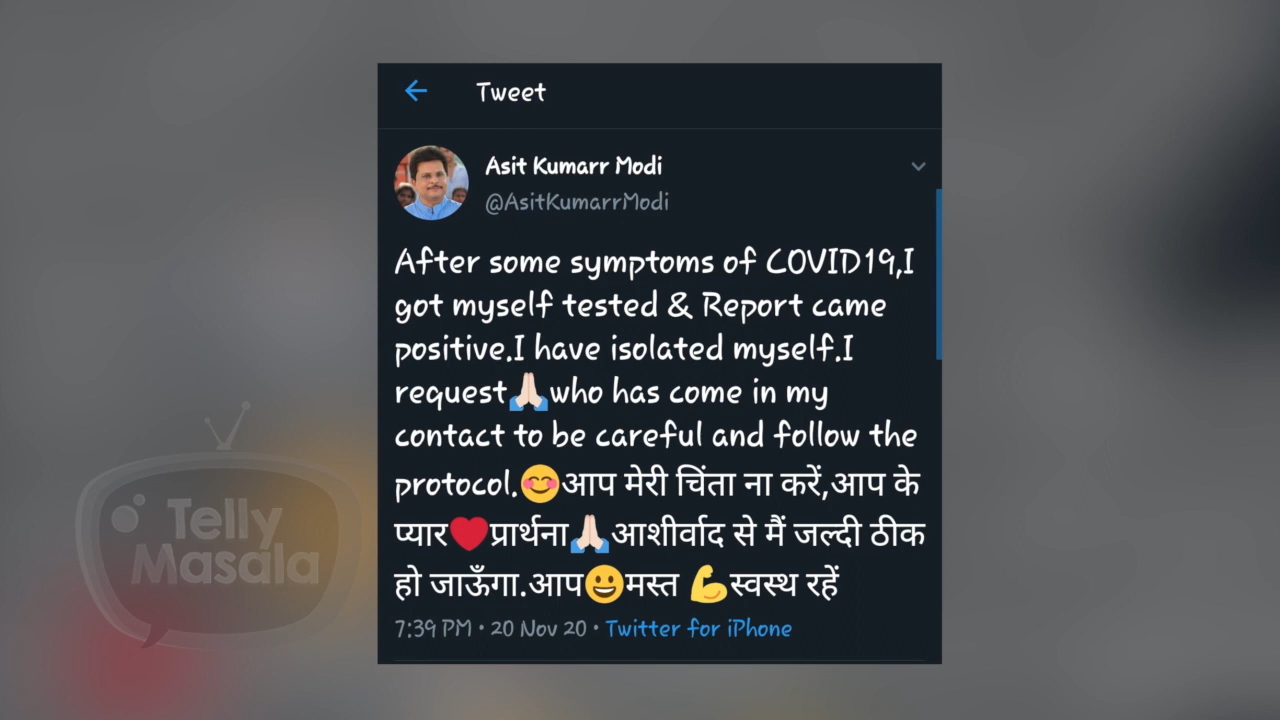 Tweet
Asit Kumarr Modi
@AsitKumarrModi
After some symptoms of COVID19,I
got myself tested & Report came
positive.I have isolated myself.I
request🙏🏻who has come in my
contact to be careful and follow the
protocol.😊आप मेरी चिंता ना करें,आप के
प्यार❤️प्रार्थना🙏🏻आशीर्वाद से मैं जल्दी ठीक
हो जाऊँगा.आप😀मस्त 💪स्वस्थ रहें
7:39 PM • 20 Nov 20 • Twitter for iPhone
Telly
Masala